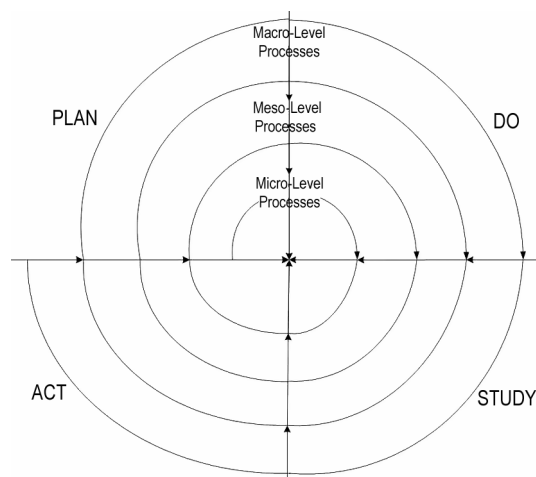 Macro-Level
Processes
PLAN
DO
Meso-Level
Processes
Micro-Level
Processes
ACT
STUDY